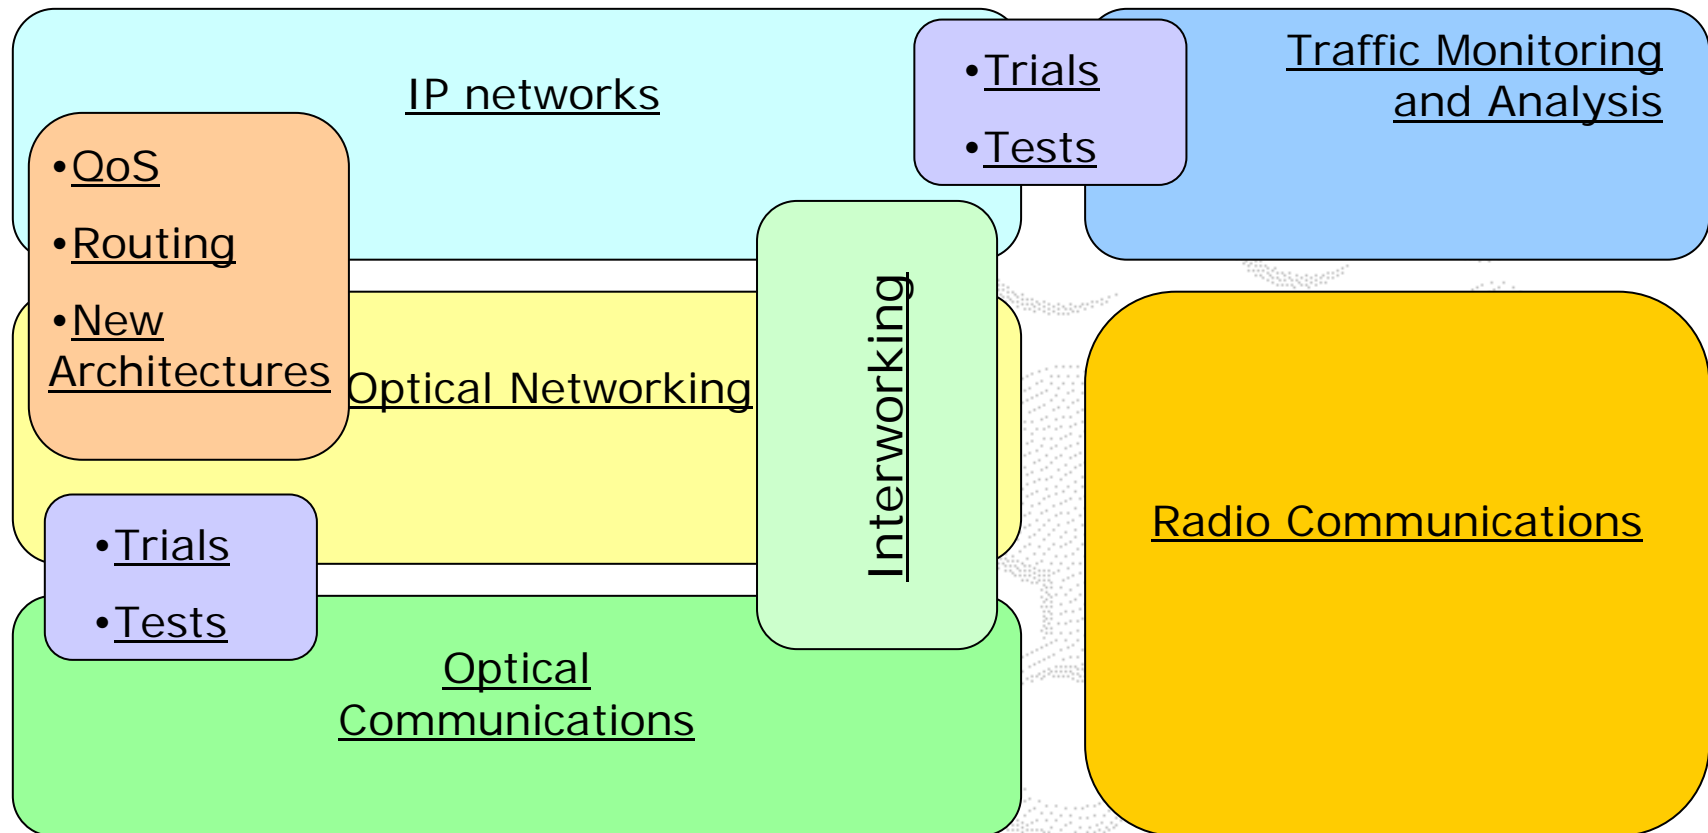 IP networks
•Trials
•Tests
Traffic Monitoring
and Analysis
•QoS
•Routing
•New
Architectures
Optical Networking
Interworking
Radio Communications
•Trials
•Tests
Optical
Communications